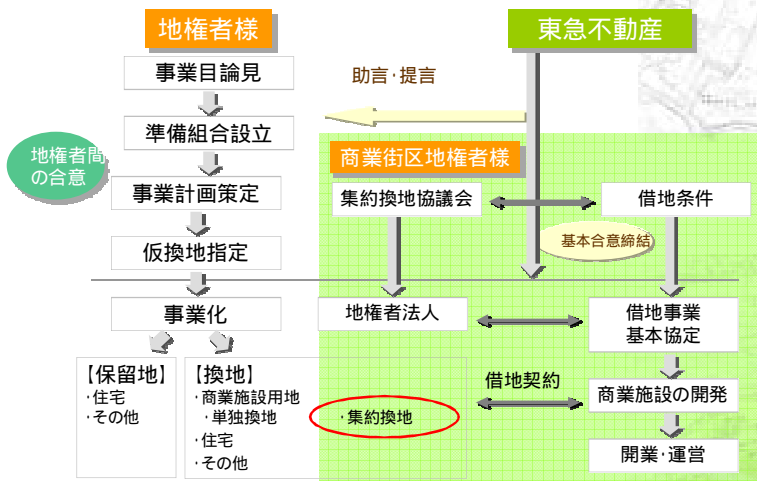 地権者様
東急不動産
事業目論見
助言･提言
準備組合設立
地権者間
の合意
商業街区地権者様
事業計画策定
集約換地協議会
借地条件
基本合意締結
仮換地指定
事業化
地権者法人
借地事業
基本協定
【保留地】
･住宅
･その他
【換地】
･商業施設用地
･単独換地
･住宅
･その他
･集約換地
借地契約
商業施設の開発
開業･運営